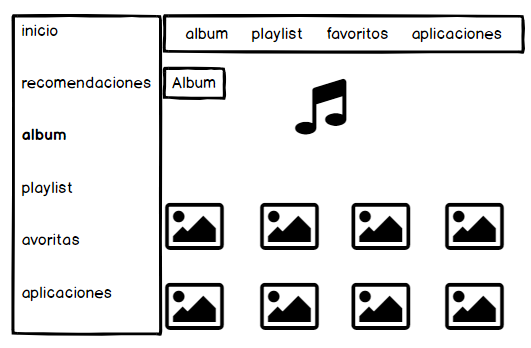 inicio
recomendaciones
album
playlist
avoritas
aplicaciones
album playlist favoritos aplicaciones
Album